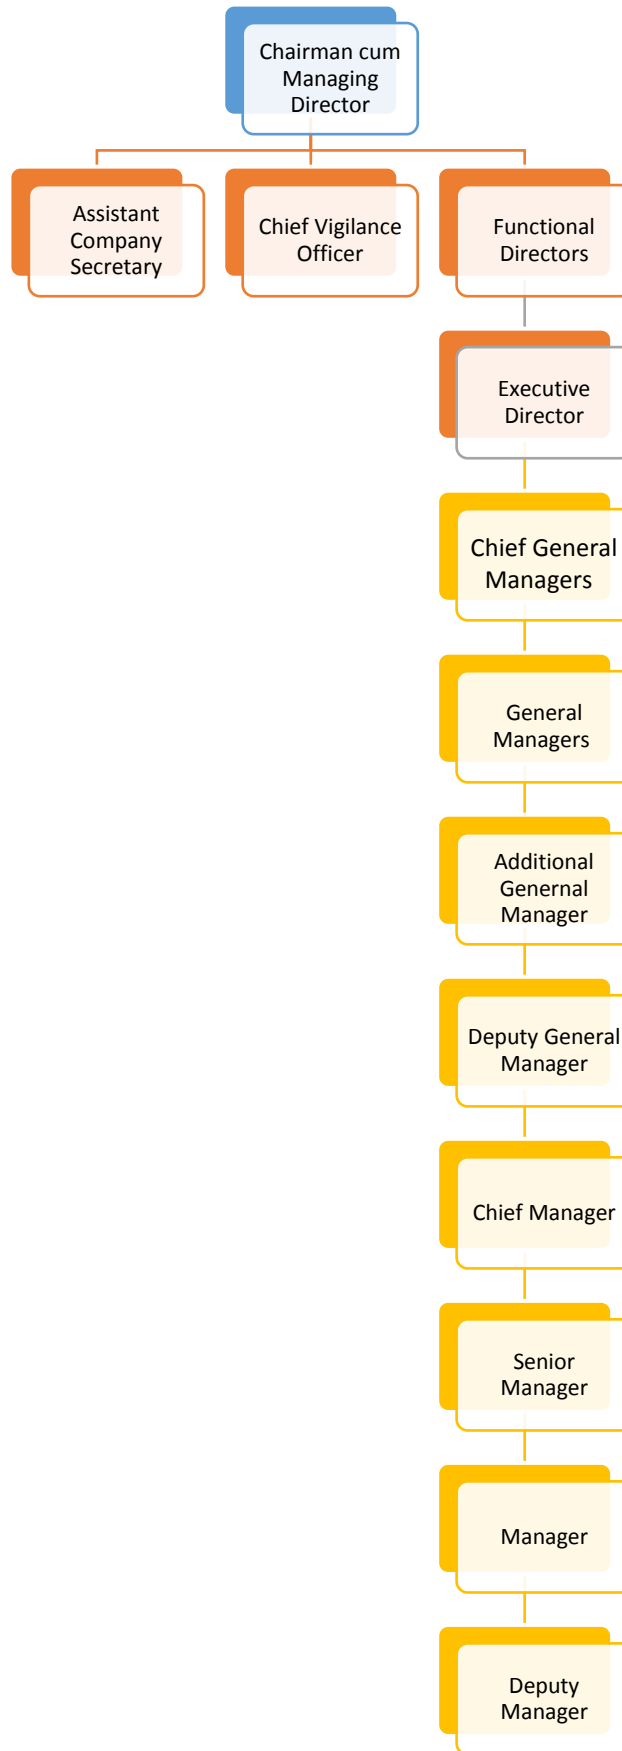 Chairman cum
Managing
Director
Assistant
Company
Secretary
Chief Vigilance
Officer
Functional
Directors
Executive
Director
Chief General
Managers
General
Managers
Additional
Genernal
Manager
Deputy General
Manager
Chief Manager
Senior
Manager
Manager
Deputy
Manager